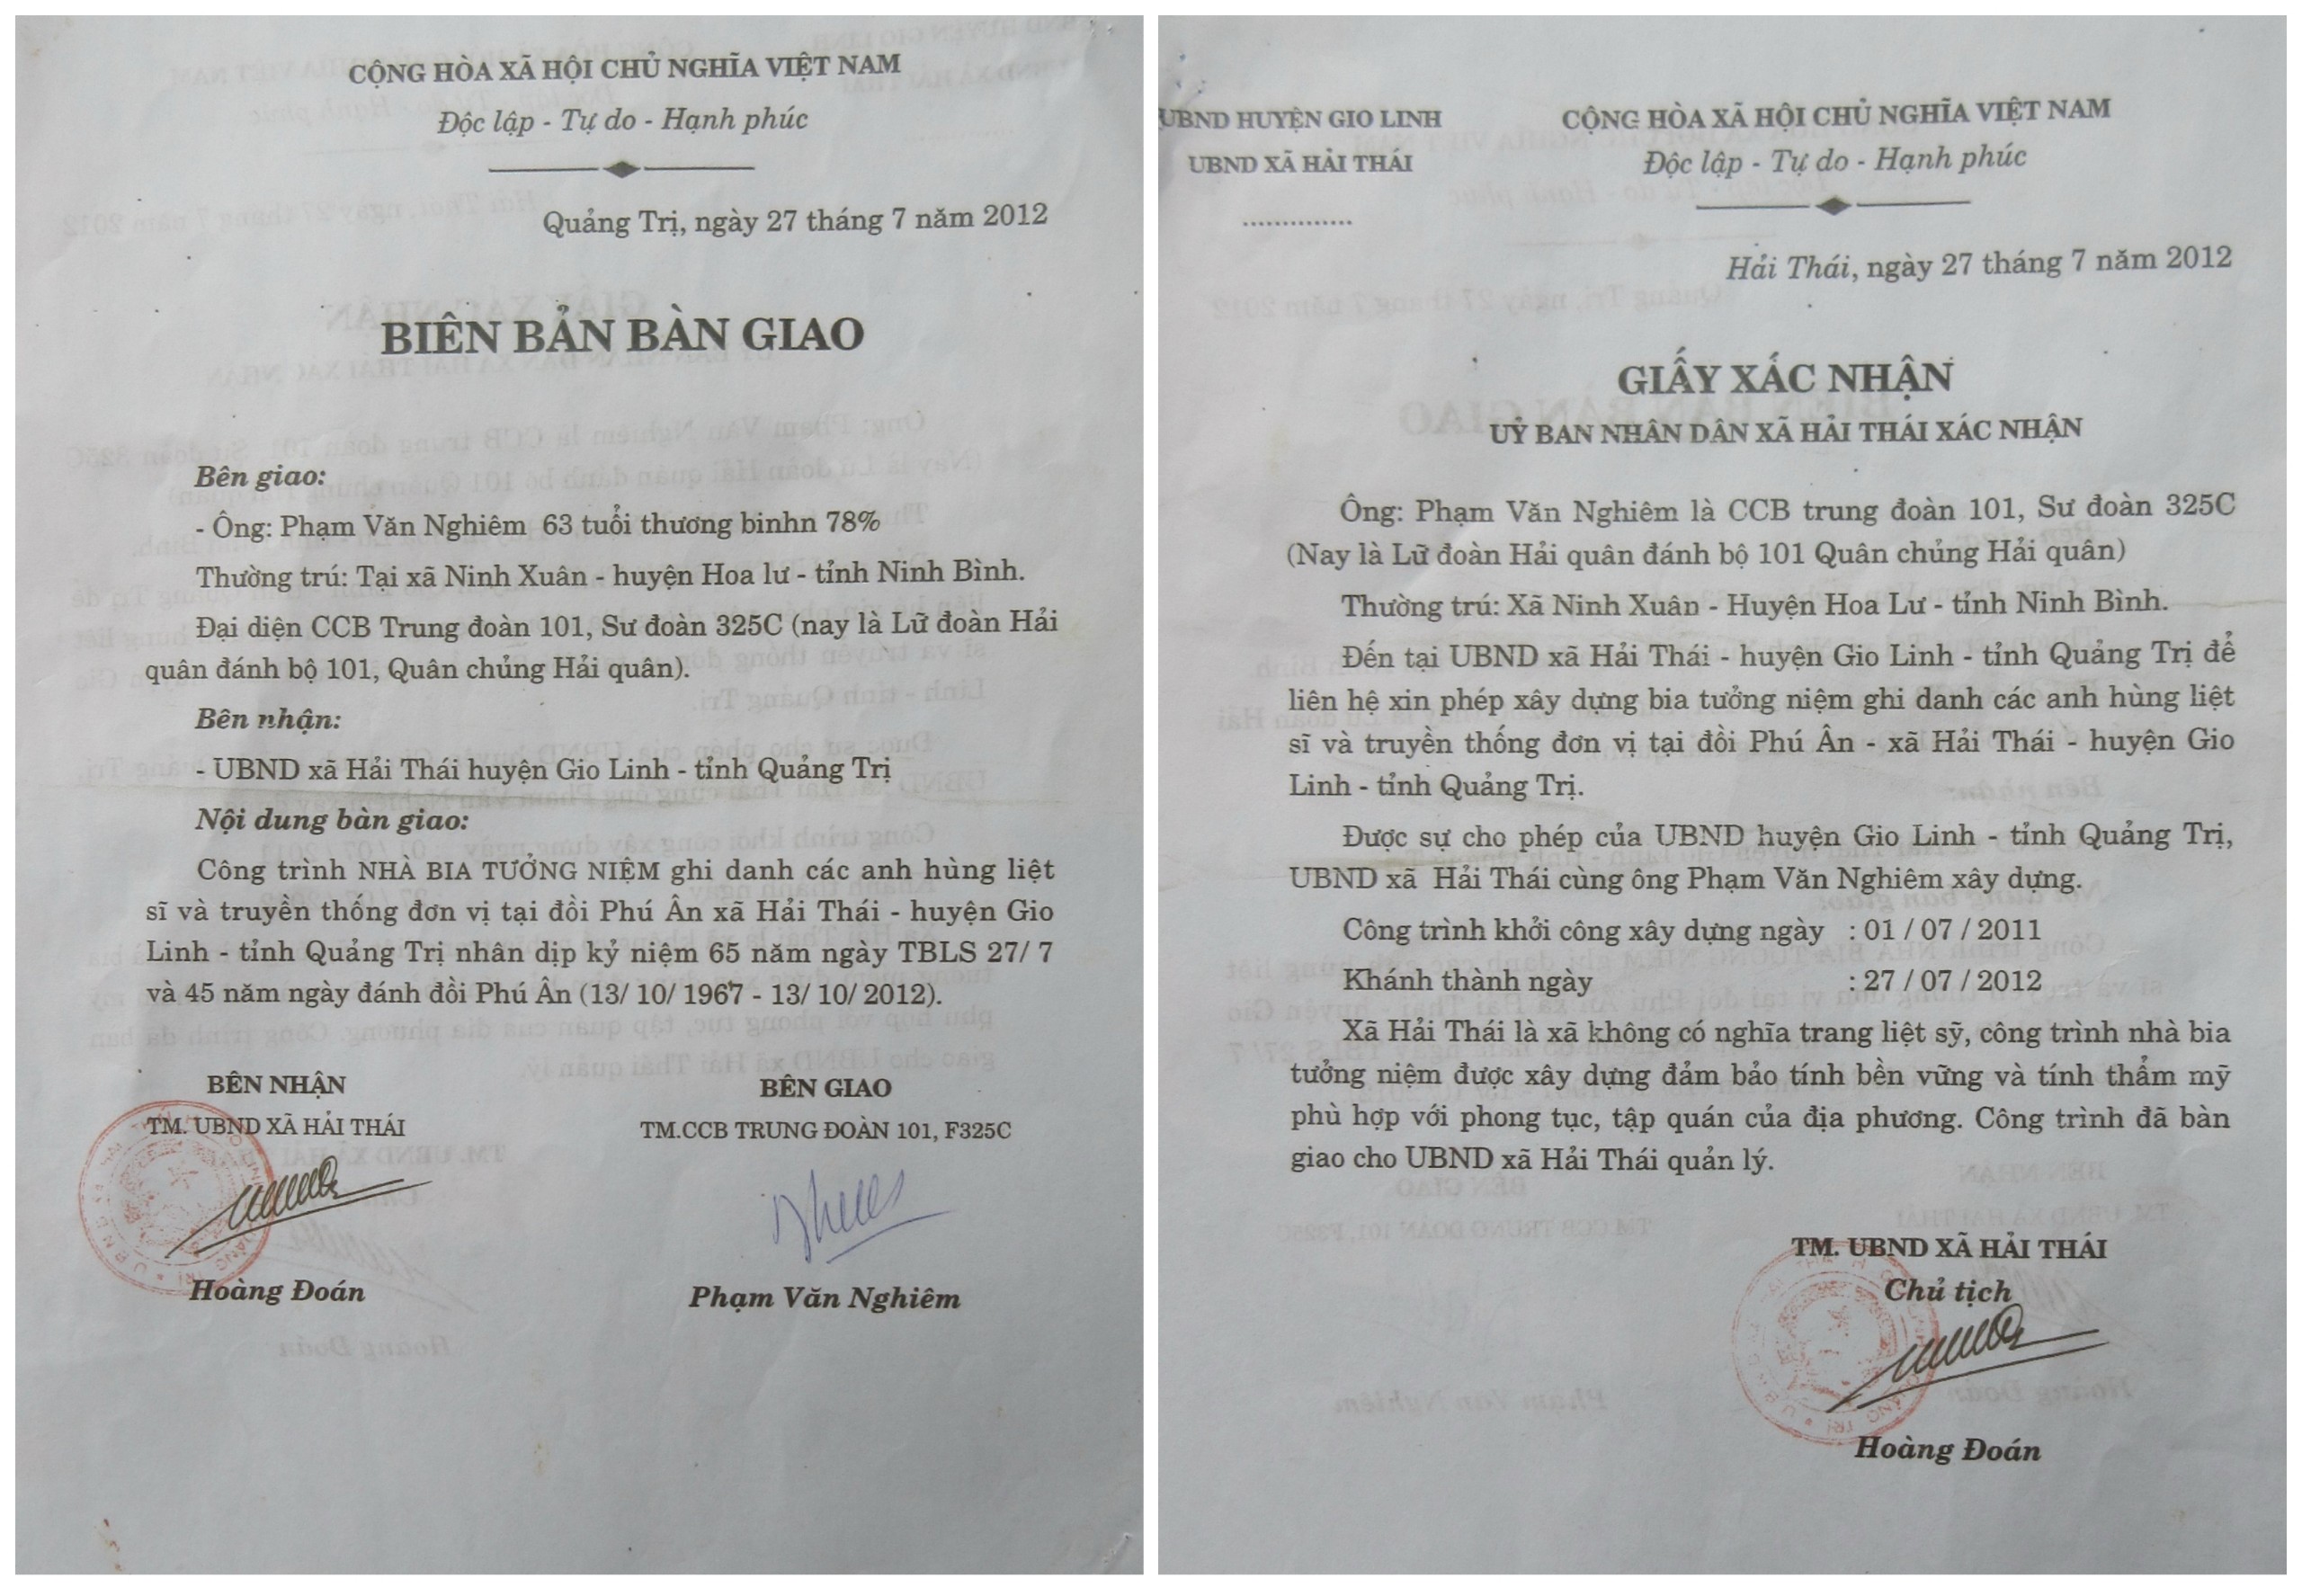 CỘNG HÒA XÃ HỘI CHỦ NGHĨA VIỆT NAM
Độc lập - Tự do - Hạnh phúc
Quảng Trị, ngày 27 tháng 7 năm 2012
BIÊN BẢN BÀN GIAO
Bên giao:
- Ông: Phạm Văn Nghiêm 63 tuổi thương binhn 78%
Thường trú: Tại xã Ninh Xuân - huyện Hoa lư - tỉnh Ninh Bình.
Đại diện CCB Trung đoàn 101, Sư đoàn 325C (nay là Lữ đoàn Hải
quân đánh bộ 101, Quân chủng Hải quân).
Bên nhận:
- UBND xã Hải Thái huyện Gio Linh - tỉnh Quảng Trị
Nội dung bàn giao:
Công trình NHÀ BIA TƯỞNG NIỆM ghi danh các anh hùng liệt
sĩ và truyền thống đơn vị tại đồi Phú Ân xã Hải Thái - huyện Gio
Linh - tỉnh Quảng Trị nhân dịp kỷ niệm 65 năm ngày TBLS 27/ 7
và 45 năm ngày đánh đồi Phú Ân (13/ 10/ 1967 - 13/ 10/ 2012).
BÊN NHẬN
TM. UBND XÃ HẢI THÁI
Hoàng Đoán
BÊN GIAO
TM.CCB TRUNG ĐOÀN 101, F325C
Phạm Văn Nghiêm
UBND HUYỆN GIO LINH
UBND XÃ HẢI THÁI
..............
CỘNG HÒA XÃ HỘI CHỦ NGHĨA VIỆT NAM
Độc lập - Tự do - Hạnh phúc
Hải Thái, ngày 27 tháng 7 năm 2012
GIẤY XÁC NHẬN
UỶ BAN NHÂN DÂN XÃ HẢI THÁI XÁC NHẬN
Ông: Phạm Văn Nghiêm là CCB trung đoàn 101, Sư đoàn 325C
(Nay là Lữ đoàn Hải quân đánh bộ 101 Quân chủng Hải quân)
Thường trú: Xã Ninh Xuân - Huyện Hoa Lư - tỉnh Ninh Bình.
Đến tại UBND xã Hải Thái - huyện Gio Linh - tỉnh Quảng Trị để
liên hệ xin phép xây dựng bia tưởng niệm ghi danh các anh hùng liệt
sĩ và truyền thống đơn vị tại đồi Phú Ân - xã Hải Thái - huyện Gio
Linh - tỉnh Quảng Trị.
Được sự cho phép của UBND huyện Gio Linh - tỉnh Quảng Trị,
UBND xã Hải Thái cùng ông Phạm Văn Nghiêm xây dựng.
Công trình khởi công xây dựng ngày : 01 / 07 / 2011
Khánh thành ngày : 27 / 07 / 2012
Xã Hải Thái là xã không có nghĩa trang liệt sỹ, công trình nhà bia
tưởng niệm được xây dựng đảm bảo tính bền vững và tính thẩm mỹ
phù hợp với phong tục, tập quán của địa phương. Công trình đã bàn
giao cho UBND xã Hải Thái quản lý.
TM. UBND XÃ HẢI THÁI
Chủ tịch
Hoàng Đoán